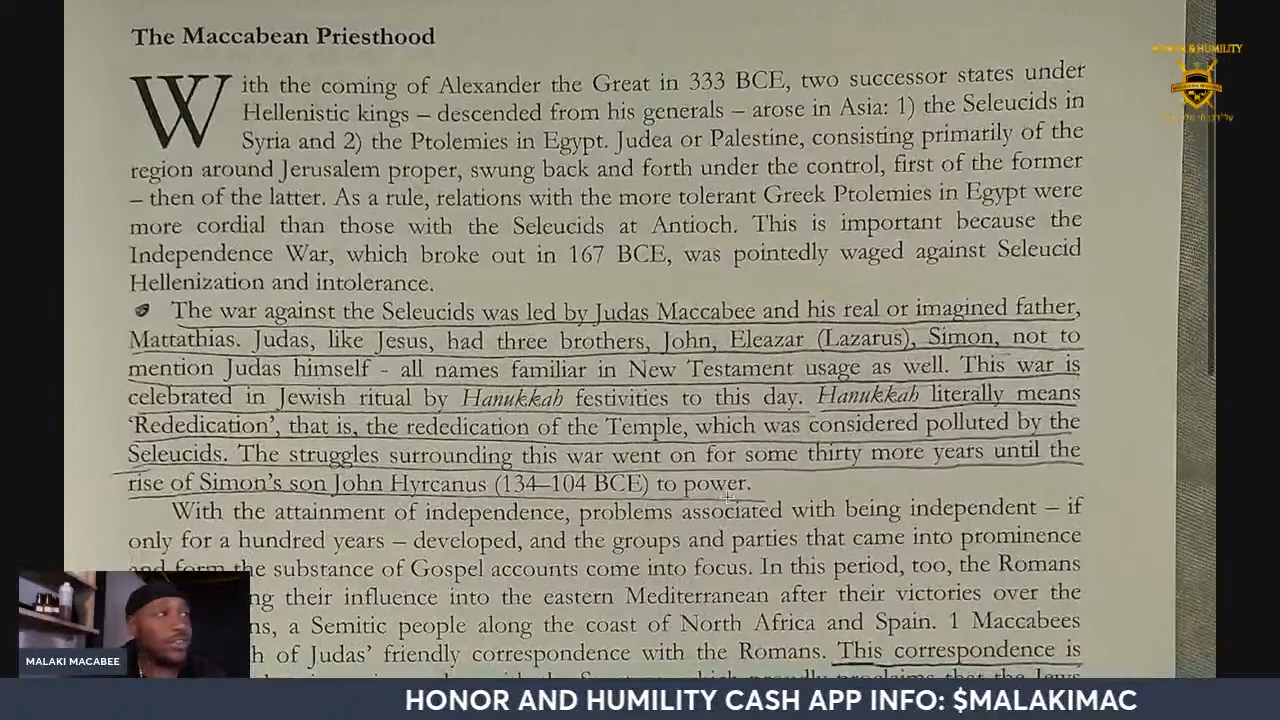 The Maccabean Priesthood
HONOR & HUMILITY
With the coming of Alexander the Great in 333 BCE, two successor states under
Hellenistic kings – descended from his generals – arose in Asia: 1) the Seleucids in
Syria and 2) the Ptolemies in Egypt. Judea or Palestine, consisting primarily of the
region around Jerusalem proper, swung back and forth under the control, first of the former
– then of the latter. As a rule, relations with the more tolerant Greek Ptolemies in Egypt were
more cordial than those with the Seleucids at Antioch. This is important because the
Independence War, which broke out in 167 BCE, was pointedly waged against Seleucid
Hellenization and intolerance.
The war against the Seleucids was led by Judas Maccabee and his real or imagined father,
Mattathias. Judas, like Jesus, had three brothers, John, Eleazar (Lazarus), Simon, not to
mention Judas himself - all names familiar in New Testament usage as well. This war is
celebrated in Jewish ritual by Hanukkah festivities to this day. Hanukkah literally means
‘Rededication’, that is, the rededication of the Temple, which was considered polluted by the
Seleucids. The struggles surrounding this war went on for some thirty more years until the
rise of Simon’s son John Hyrcanus (134–104 BCE) to power.
With the attainment of independence, problems associated with being independent – if
only for a hundred years – developed, and the groups and parties that came into prominence
and form the substance of Gospel accounts come into focus. In this period, too, the Romans
ng their influence into the eastern Mediterranean after their victories over the
ns, a Semitic people along the coast of North Africa and Spain. 1 Maccabees
h of Judas’ friendly correspondence with the Romans. This correspondence is
MALAKI MACABEE
HONOR AND HUMILITY CASH APP INFO: $MALAKIMAC